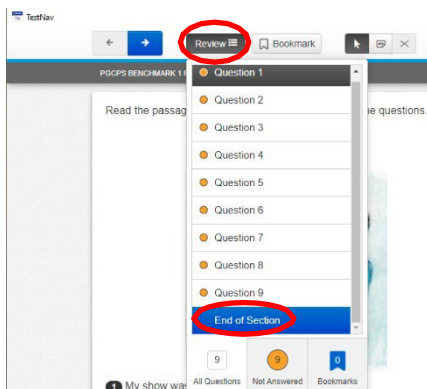 TestNav
Review Bookmark
PGCPS BENCHMARK 1
Question 1
Read the passag e questions.
Question 2
Question 3
Question 4
Question 5
Question 6
Question 7
Question 8
Question 9
End of Section
9 9 0
All Questions Not Answered Bookmarks
1 My show was